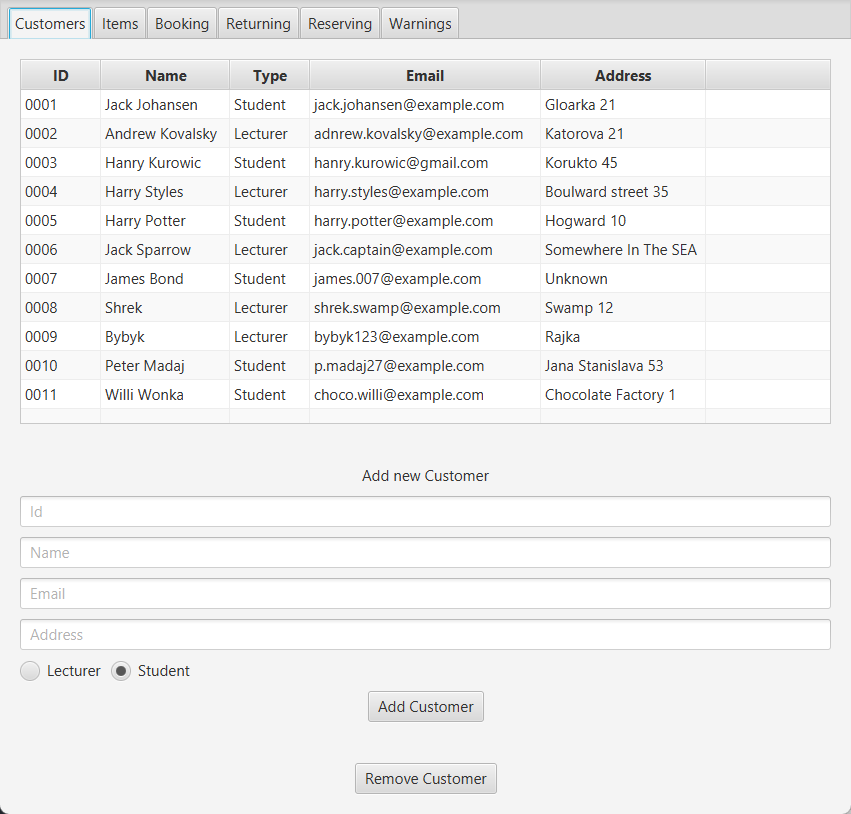 Customers Items Booking Returning Reserving Warnings
ID Name Type Email Address
0001 Jack Johansen Student jack.johansen@example.com Gloarka 21
0002 Andrew Kovalsky Lecturer adnrew.kovalsky@example.com Katorova 21
0003 Hanry Kurowic Student hanry.kurowic@gmail.com Korukto 45
0004 Harry Styles Lecturer harry.styles@example.com Boulward street 35
0005 Harry Potter Student harry.potter@example.com Hogward 10
0006 Jack Sparrow Lecturer jack.captain@example.com Somewhere In The SEA
0007 James Bond Student james.007@example.com Unknown
0008 Shrek Lecturer shrek.swamp@example.com Swamp 12
0009 Bybyk Lecturer bybyk123@example.com Rajka
0010 Peter Madaj Student p.madaj27@example.com Jana Stanislava 53
0011 Willi Wonka Student choco.willi@example.com Chocolate Factory 1
Add new Customer
Id
Name
Email
Address
Lecturer Student
Add Customer
Remove Customer